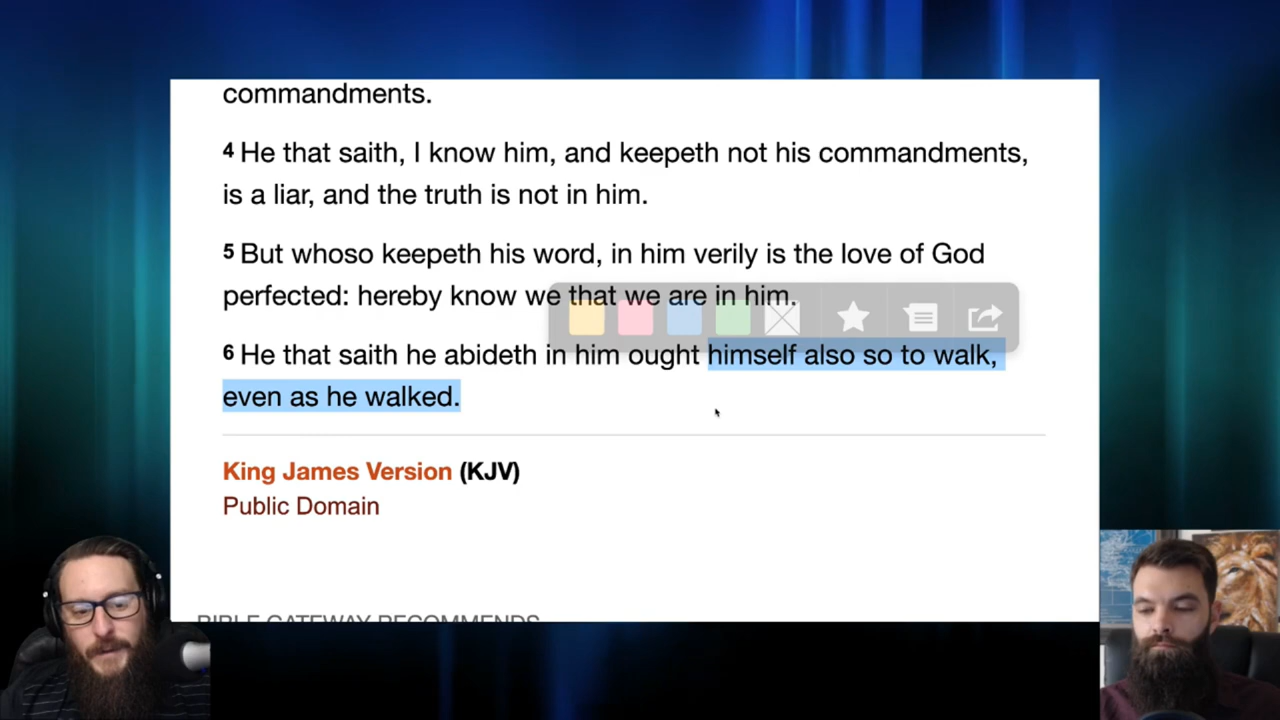 commandments.
4 He that saith, I know him, and keepeth not his commandments,
is a liar, and the truth is not in him.
5 But whoso keepeth his word, in him verily is the love of God
perfected: hereby know we that we are in him.
6 He that saith he abideth in him ought himself also so to walk,
even as he walked.
King James Version (KJV)
Public Domain
BIBLE GATEWAY RECOMMENDS